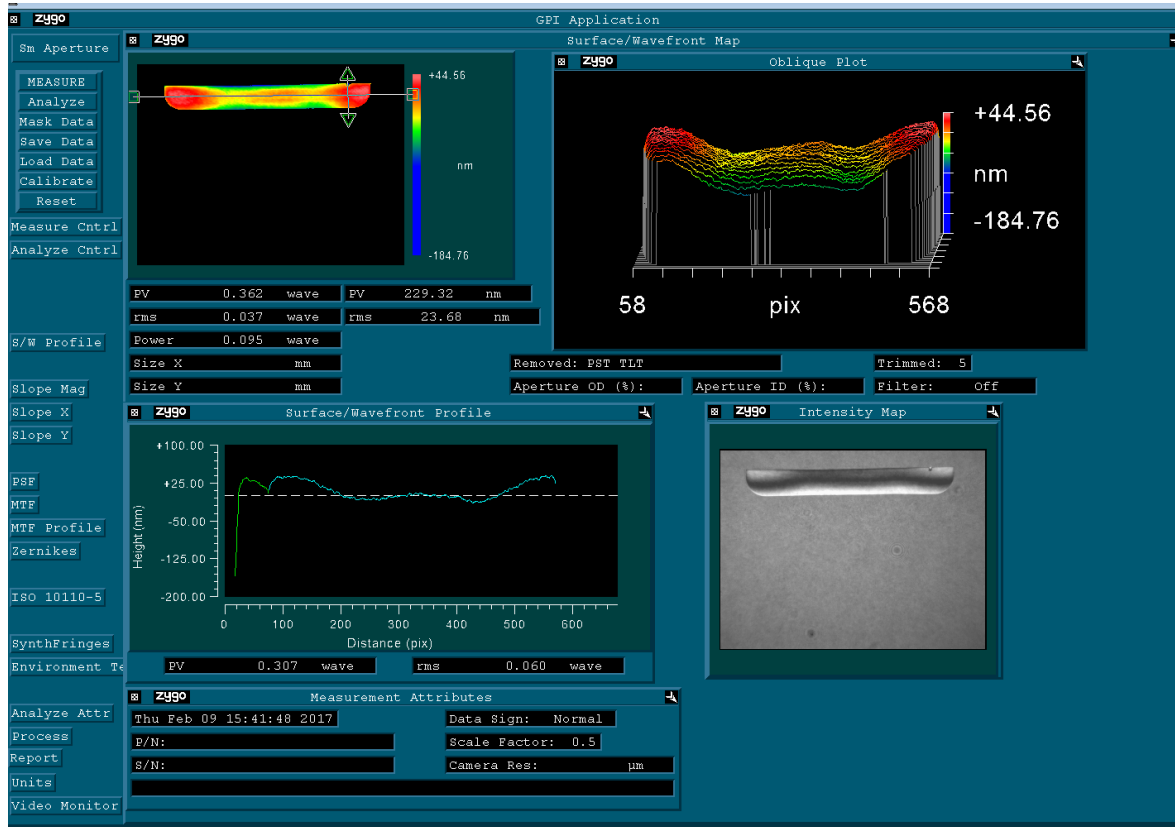 zygo GPI Application
Sm Aperture
MEASURE
Analyze
Mask Data
Save Data
Load Data
Calibrate
Reset
Measure Cntrl
Analyze Cntrl
S/W Profile
Slope Mag
Slope X
Slope Y
PSF
MTF
MTF Profile
Zernikes
ISO 10110-5
SynthFringes
Environment Te
Analyze Attr
Process
Report
Units
Video Monitor
zygo Surface/Wavefront Map
+44.56
nm
-184.76
PV 0.362 wave PV 229.32 nm
rms 0.037 wave rms 23.68 nm
Power 0.095 wave
Size X mm
Size Y mm
zygo Oblique Plot
+44.56
nm
-184.76
58 pix 568
Removed: PST TLT Trimmed: 5
Aperture OD (%): Aperture ID (%): Filter: Off
zygo Surface/Wavefront Profile
+100.00
+25.00
-50.00
-125.00
-200.00
Height (nm)
0 100 200 300 400 500 600
Distance (pix)
PV 0.307 wave rms 0.060 wave
zygo Intensity Map
zygo Measurement Attributes
Thu Feb 09 15:41:48 2017 Data Sign: Normal
P/N: Scale Factor: 0.5
S/N: Camera Res: µm